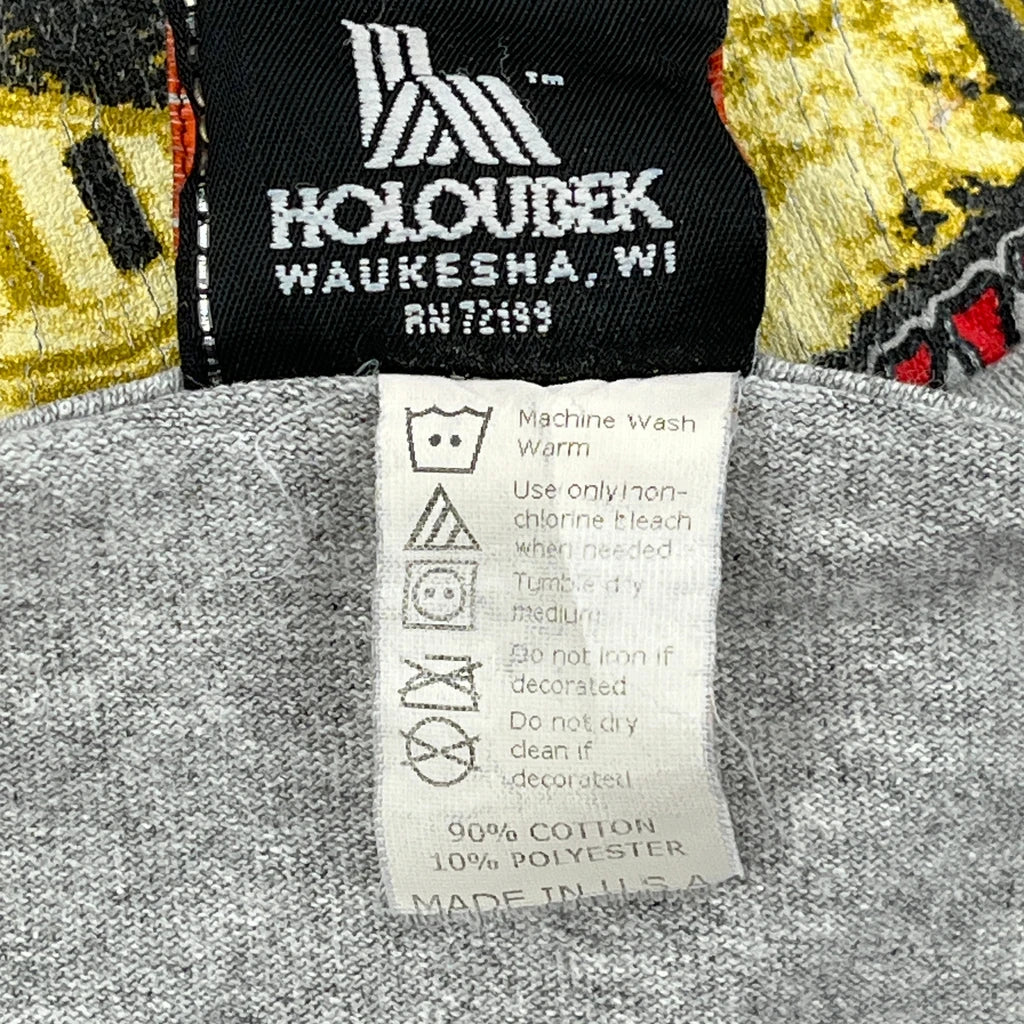 ™
HOLOUBEK
WAUKESHA, WI
RN 72199
Machine Wash
Warm
Use only non-
chlorine bleach
when needed
Tumble dry
medium
Do not iron if
decorated
Do not dry
clean if
decorated
90% COTTON
10% POLYESTER
MADE IN U.S.A